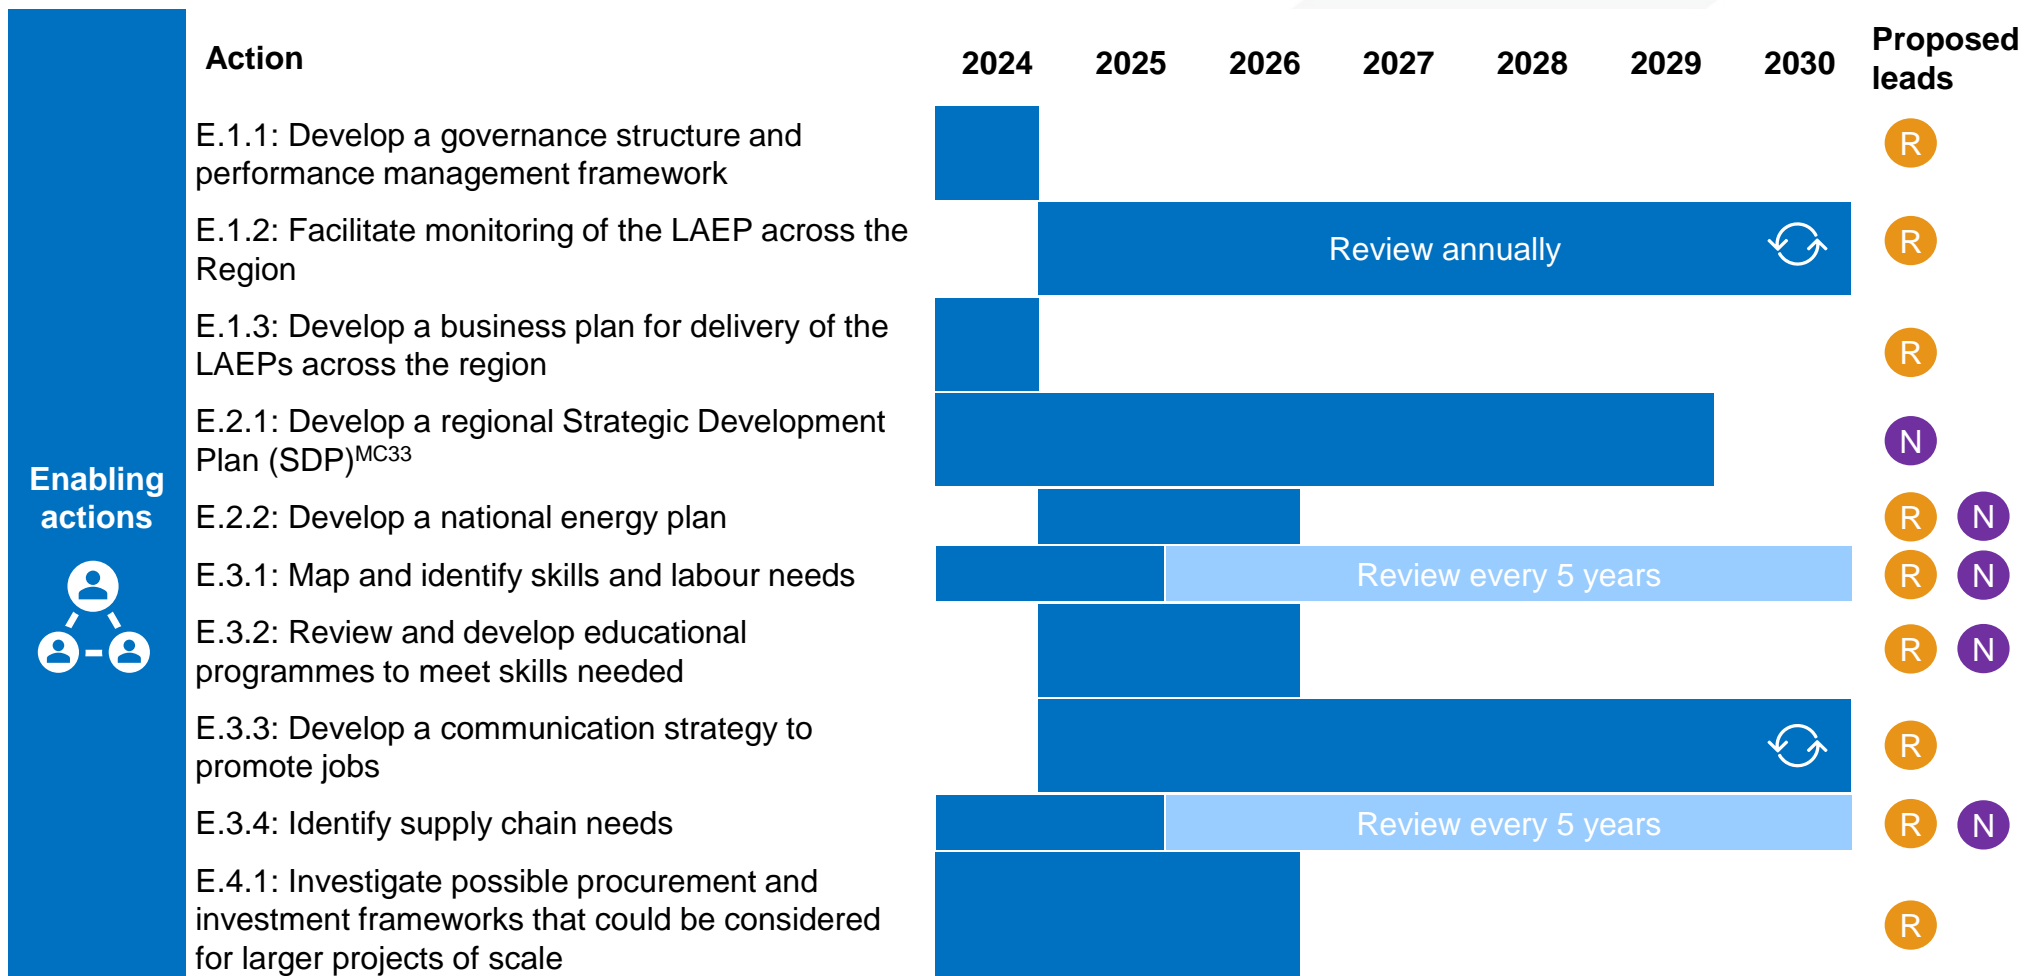 Action
2024 2025 2026 2027 2028 2029 2030
Proposed
leads
Enabling
actions
E.1.1: Develop a governance structure and
performance management framework
R
E.1.2: Facilitate monitoring of the LAEP across the
Region
Review annually
R
E.1.3: Develop a business plan for delivery of the
LAEPs across the region
R
E.2.1: Develop a regional Strategic Development
Plan (SDP)MC33
N
E.2.2: Develop a national energy plan
R N
E.3.1: Map and identify skills and labour needs
Review every 5 years
R N
E.3.2: Review and develop educational
programmes to meet skills needed
R N
E.3.3: Develop a communication strategy to
promote jobs
R
E.3.4: Identify supply chain needs
Review every 5 years
R N
E.4.1: Investigate possible procurement and
investment frameworks that could be considered
for larger projects of scale
R